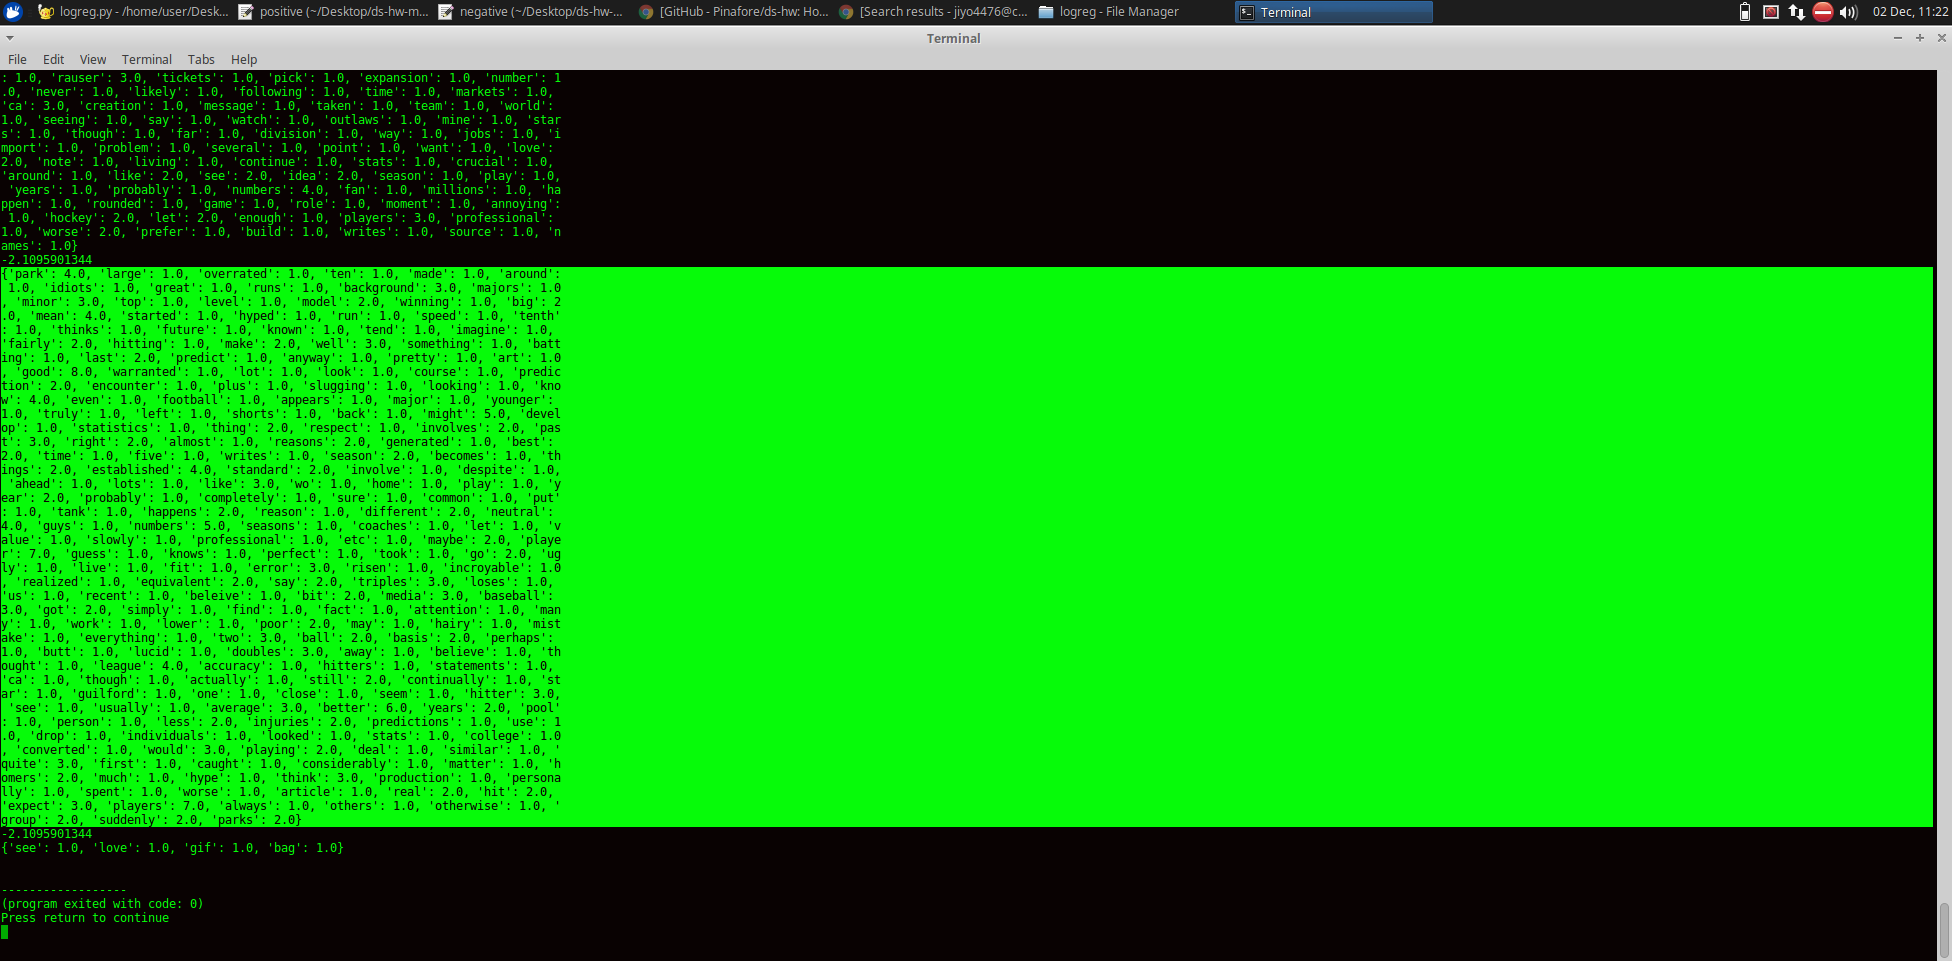 logreg.py - /home/user/Desk...
positive (~/Desktop/ds-hw-m...
negative (~/Desktop/ds-hw-...
[GitHub - Pinafore/ds-hw: Ho...
[Search results - jiyo4476@c...
logreg - File Manager
Terminal
02 Dec, 11:22
Terminal
File Edit View Terminal Tabs Help
: 1.0, 'rauser': 3.0, 'tickets': 1.0, 'pick': 1.0, 'expansion': 1.0, 'number': 1
.0, 'never': 1.0, 'likely': 1.0, 'following': 1.0, 'time': 1.0, 'markets': 1.0,
'ca': 3.0, 'creation': 1.0, 'message': 1.0, 'taken': 1.0, 'team': 1.0, 'world':
1.0, 'seeing': 1.0, 'say': 1.0, 'watch': 1.0, 'outlaws': 1.0, 'mine': 1.0, 'star
s': 1.0, 'though': 1.0, 'far': 1.0, 'division': 1.0, 'way': 1.0, 'jobs': 1.0, 'i
mport': 1.0, 'problem': 1.0, 'several': 1.0, 'point': 1.0, 'want': 1.0, 'love':
2.0, 'note': 1.0, 'living': 1.0, 'continue': 1.0, 'stats': 1.0, 'crucial': 1.0,
'around': 1.0, 'like': 2.0, 'see': 2.0, 'idea': 2.0, 'season': 1.0, 'play': 1.0,
'years': 1.0, 'probably': 1.0, 'numbers': 4.0, 'fan': 1.0, 'millions': 1.0, 'ha
ppen': 1.0, 'rounded': 1.0, 'game': 1.0, 'role': 1.0, 'moment': 1.0, 'annoying':
1.0, 'hockey': 2.0, 'let': 2.0, 'enough': 1.0, 'players': 3.0, 'professional':
1.0, 'worse': 2.0, 'prefer': 1.0, 'build': 1.0, 'writes': 1.0, 'source': 1.0, 'n
ames': 1.0}
-2.1095901344
{'park': 4.0, 'large': 1.0, 'overrated': 1.0, 'ten': 1.0, 'made': 1.0, 'around':
1.0, 'idiots': 1.0, 'great': 1.0, 'runs': 1.0, 'background': 3.0, 'majors': 1.0
, 'minor': 3.0, 'top': 1.0, 'level': 1.0, 'model': 2.0, 'winning': 1.0, 'big': 2
.0, 'mean': 4.0, 'started': 1.0, 'hyped': 1.0, 'run': 1.0, 'speed': 1.0, 'tenth'
: 1.0, 'thinks': 1.0, 'future': 1.0, 'known': 1.0, 'tend': 1.0, 'imagine': 1.0,
'fairly': 2.0, 'hitting': 1.0, 'make': 2.0, 'well': 3.0, 'something': 1.0, 'batt
ing': 1.0, 'last': 2.0, 'predict': 1.0, 'anyway': 1.0, 'pretty': 1.0, 'art': 1.0
, 'good': 8.0, 'warranted': 1.0, 'lot': 1.0, 'look': 1.0, 'course': 1.0, 'predic
tion': 2.0, 'encounter': 1.0, 'plus': 1.0, 'slugging': 1.0, 'looking': 1.0, 'kno
w': 4.0, 'even': 1.0, 'football': 1.0, 'appears': 1.0, 'major': 1.0, 'younger':
1.0, 'truly': 1.0, 'left': 1.0, 'shorts': 1.0, 'back': 1.0, 'might': 5.0, 'devel
op': 1.0, 'statistics': 1.0, 'thing': 2.0, 'respect': 1.0, 'involves': 2.0, 'pas
t': 3.0, 'right': 2.0, 'almost': 1.0, 'reasons': 2.0, 'generated': 1.0, 'best':
2.0, 'time': 1.0, 'five': 1.0, 'writes': 1.0, 'season': 2.0, 'becomes': 1.0, 'th
ings': 2.0, 'established': 4.0, 'standard': 2.0, 'involve': 1.0, 'despite': 1.0,
'ahead': 1.0, 'lots': 1.0, 'like': 3.0, 'wo': 1.0, 'home': 1.0, 'play': 1.0, 'y
ear': 2.0, 'probably': 1.0, 'completely': 1.0, 'sure': 1.0, 'common': 1.0, 'put'
: 1.0, 'tank': 1.0, 'happens': 2.0, 'reason': 1.0, 'different': 2.0, 'neutral':
4.0, 'guys': 1.0, 'numbers': 5.0, 'seasons': 1.0, 'coaches': 1.0, 'let': 1.0, 'v
alue': 1.0, 'slowly': 1.0, 'professional': 1.0, 'etc': 1.0, 'maybe': 2.0, 'playe
r': 7.0, 'guess': 1.0, 'knows': 1.0, 'perfect': 1.0, 'took': 1.0, 'go': 2.0, 'ug
ly': 1.0, 'live': 1.0, 'fit': 1.0, 'error': 3.0, 'risen': 1.0, 'incroyable': 1.0
, 'realized': 1.0, 'equivalent': 2.0, 'say': 2.0, 'triples': 3.0, 'loses': 1.0,
'us': 1.0, 'recent': 1.0, 'beleive': 1.0, 'bit': 2.0, 'media': 3.0, 'baseball':
3.0, 'got': 2.0, 'simply': 1.0, 'find': 1.0, 'fact': 1.0, 'attention': 1.0, 'man
y': 1.0, 'work': 1.0, 'lower': 1.0, 'poor': 2.0, 'may': 1.0, 'hairy': 1.0, 'mist
ake': 1.0, 'everything': 1.0, 'two': 3.0, 'ball': 2.0, 'basis': 2.0, 'perhaps':
1.0, 'butt': 1.0, 'lucid': 1.0, 'doubles': 3.0, 'away': 1.0, 'believe': 1.0, 'th
ought': 1.0, 'league': 4.0, 'accuracy': 1.0, 'hitters': 1.0, 'statements': 1.0,
'ca': 1.0, 'though': 1.0, 'actually': 1.0, 'still': 2.0, 'continually': 1.0, 'st
ar': 1.0, 'guilford': 1.0, 'one': 1.0, 'close': 1.0, 'seem': 1.0, 'hitter': 3.0,
'see': 1.0, 'usually': 1.0, 'average': 3.0, 'better': 6.0, 'years': 2.0, 'pool'
: 1.0, 'person': 1.0, 'less': 2.0, 'injuries': 2.0, 'predictions': 1.0, 'use': 1
.0, 'drop': 1.0, 'individuals': 1.0, 'looked': 1.0, 'stats': 1.0, 'college': 1.0
, 'converted': 1.0, 'would': 3.0, 'playing': 2.0, 'deal': 1.0, 'similar': 1.0, '
quite': 3.0, 'first': 1.0, 'caught': 1.0, 'considerably': 1.0, 'matter': 1.0, 'h
omers': 2.0, 'much': 1.0, 'hype': 1.0, 'think': 3.0, 'production': 1.0, 'persona
lly': 1.0, 'spent': 1.0, 'worse': 1.0, 'article': 1.0, 'real': 2.0, 'hit': 2.0,
'expect': 3.0, 'players': 7.0, 'always': 1.0, 'others': 1.0, 'otherwise': 1.0, '
group': 2.0, 'suddenly': 2.0, 'parks': 2.0}
-2.1095901344
{'see': 1.0, 'love': 1.0, 'gif': 1.0, 'bag': 1.0}
------------------
(program exited with code: 0)
Press return to continue